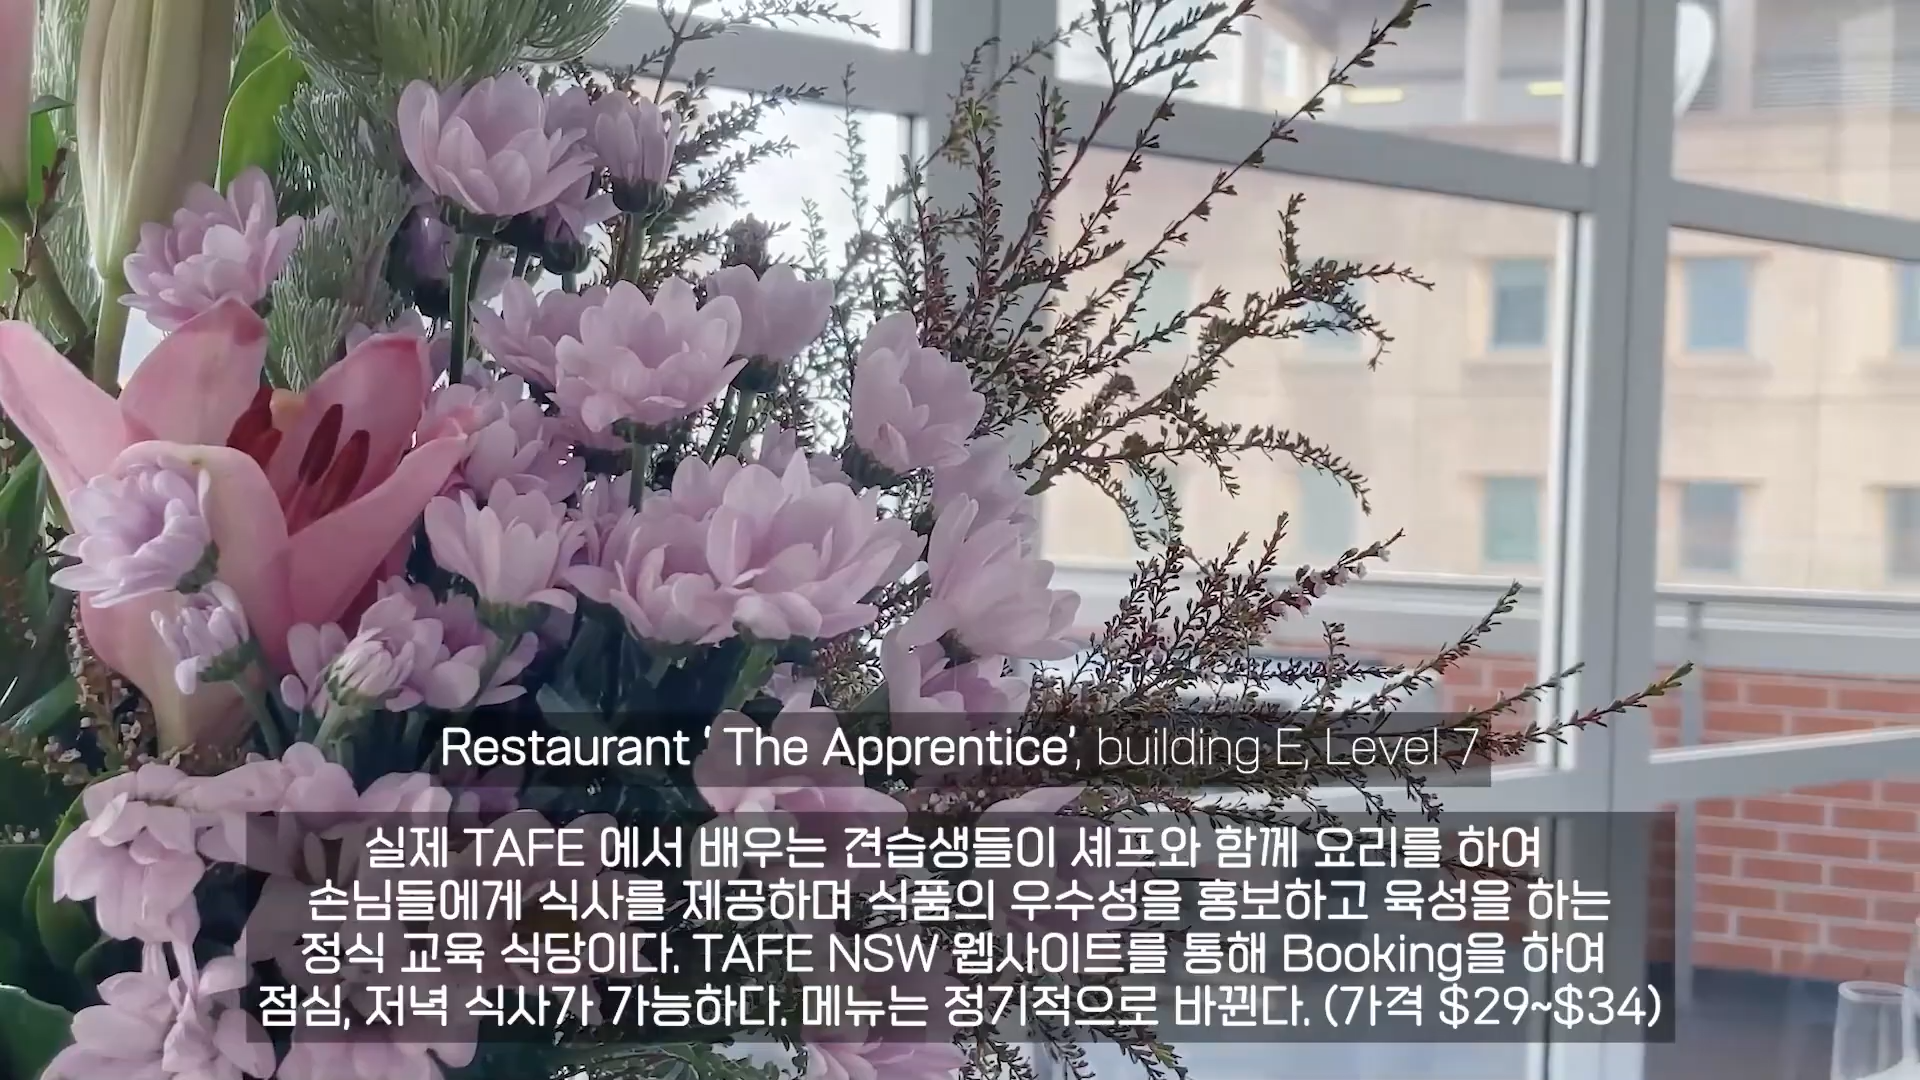 Restaurant ‘ The Apprentice’, building E, Level 7
실제 TAFE 에서 배우는 견습생들이 셰프와 함께 요리를 하여
손님들에게 식사를 제공하며 식품의 우수성을 홍보하고 육성을 하는
정식 교육 식당이다. TAFE NSW 웹사이트를 통해 Booking을 하여
점심, 저녁 식사가 가능하다. 메뉴는 정기적으로 바뀐다. (가격 $29~$34)